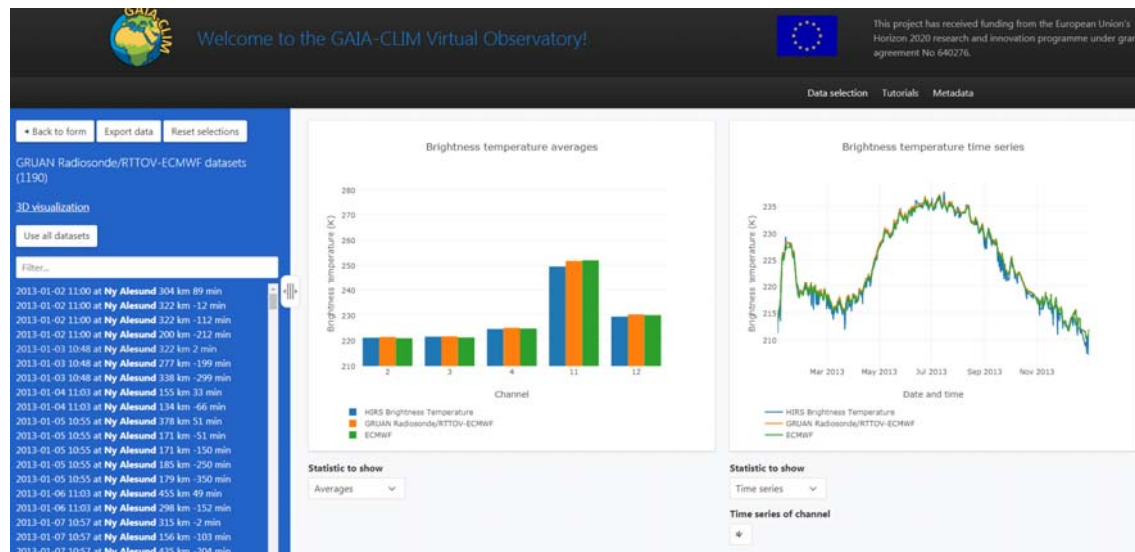 GAIA-CLIM
Welcome to the GAIA-CLIM Virtual Observatory!
This project has received funding from the European Union's
Horizon 2020 research and innovation programme under gran
agreement No 640276.
Data selection Tutorials Metadata
Back to form Export data Reset selections
GRUAN Radiosonde/RTTOV-ECMWF datasets
(1190)
3D visualization
Use all datasets
Filter...
2013-01-02 11:00 at Ny Alesund 304 km 89 min
2013-01-02 11:00 at Ny Alesund 322 km -12 min
2013-01-02 11:00 at Ny Alesund 322 km -112 min
2013-01-02 11:00 at Ny Alesund 200 km -212 min
2013-01-03 10:48 at Ny Alesund 322 km 2 min
2013-01-03 10:48 at Ny Alesund 277 km -199 min
2013-01-03 10:48 at Ny Alesund 338 km -299 min
2013-01-04 11:03 at Ny Alesund 155 km 33 min
2013-01-04 11:03 at Ny Alesund 134 km -66 min
2013-01-05 10:55 at Ny Alesund 378 km 51 min
2013-01-05 10:55 at Ny Alesund 171 km -51 min
2013-01-05 10:55 at Ny Alesund 171 km -150 min
2013-01-05 10:55 at Ny Alesund 185 km -250 min
2013-01-05 10:55 at Ny Alesund 179 km -350 min
2013-01-06 11:03 at Ny Alesund 455 km 49 min
2013-01-06 11:03 at Ny Alesund 298 km -152 min
2013-01-07 10:57 at Ny Alesund 315 km -2 min
2013-01-07 10:57 at Ny Alesund 156 km -103 min
2013-01-07 10:57 at Ny Alesund 425 km -204 min
Brightness temperature averages
Brightness temperature (K)
280
270
260
250
240
230
220
210
2 3 4 11 12
Channel
HIRS Brightness Temperature
GRUAN Radiosonde/RTTOV-ECMWF
ECMWF
Statistic to show
Averages
Brightness temperature time series
Brightness temperature (K)
235
230
225
220
215
210
Mar 2013 May 2013 Jul 2013 Sep 2013 Nov 2013
Date and time
HIRS Brightness Temperature
GRUAN Radiosonde/RTTOV-ECMWF
ECMWF
Statistic to show
Time series
Time series of channel